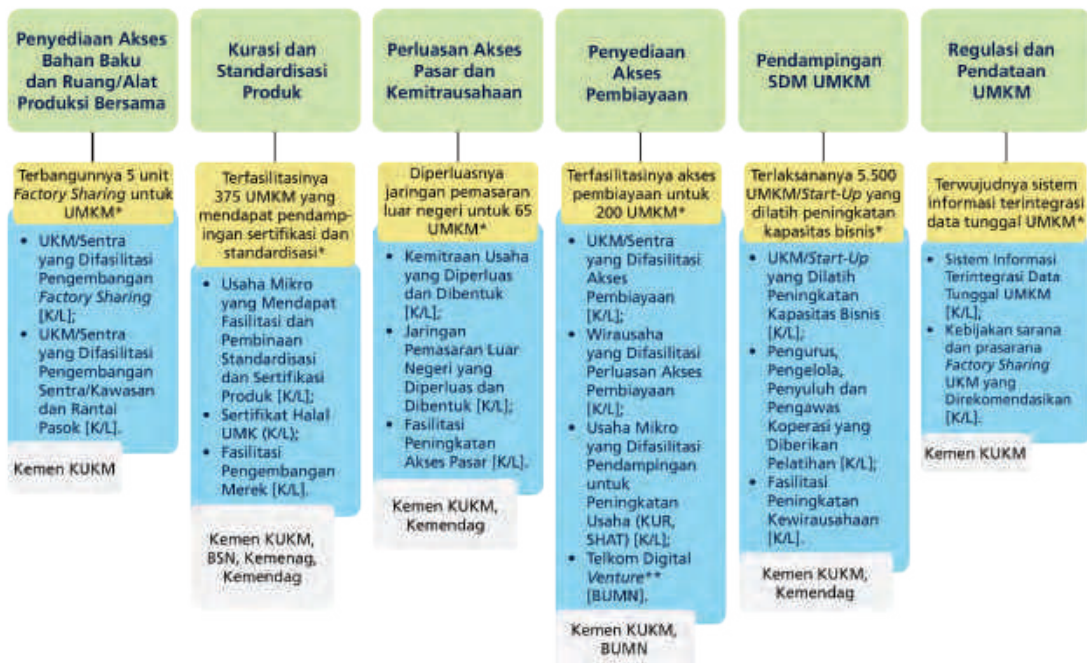 Penyediaan Akses
Bahan Baku
dan Ruang/Alat
Produksi Bersama
Terbangunnya 5 unit
Factory Sharing untuk
UMKM*
• UKM/Sentra
yang Difasilitasi
Pengembangan
Factory Sharing
[K/L];
• UKM/Sentra
yang Difasilitasi
Pengembangan
Sentra/Kawasan
dan Rantai
Pasok [K/L].
Kemen KUKM
Kurasi dan
Standardisasi
Produk
Terfasilitasinya
375 UMKM yang
mendapat pendamp-
ingan sertifikasi dan
standardisasi*
• Usaha Mikro
yang Mendapat
Fasilitasi dan
Pembinaan
Standardisasi
dan Sertifikasi
Produk [K/L];
• Sertifikat Halal
UMK (K/L);
• Fasilitasi
Pengembangan
Merek [K/L].
Kemen KUKM,
BSN, Kemenag,
Kemendag
Perluasan Akses
Pasar dan
Kemitrausahaan
Diperluasnya
jaringan pemasaran
luar negeri untuk 65
UMKM*
• Kemitraan Usaha
yang Diperluas
dan Dibentuk
[K/L];
• Jaringan
Pemasaran Luar
Negeri yang
Diperluas dan
Dibentuk [K/L];
• Fasilitasi
Peningkatan
Akses Pasar [K/L].
Kemen KUKM,
Kemendag
Penyediaan
Akses
Pembiayaan
Terfasilitasinya akses
pembiayaan untuk
200 UMKM*
• UKM/Sentra
yang Difasilitasi
Akses
Pembiayaan
[K/L];
• Wirausaha
yang Difasilitasi
Perluasan Akses
Pembiayaan
[K/L];
• Usaha Mikro
yang Difasilitasi
Pendampingan
untuk
Peningkatan
Usaha (KUR,
SHAT) [K/L];
• Telkom Digital
Venture**
[BUMN].
Kemen KUKM,
BUMN
Pendampingan
SDM UMKM
Terlaksananya 5.500
UMKM/Start-Up yang
dilatih peningkatan
kapasitas bisnis*
• UKM/Start-Up
yang Dilatih
Peningkatan
Kapasitas Bisnis
[K/L];
• Pengurus,
Pengelola,
Penyuluh dan
Pengawas
Koperasi yang
Diberikan
Pelatihan [K/L];
• Fasilitasi
Peningkatan
Kewirausahaan
[K/L].
Kemen KUKM,
Kemendag
Regulasi dan
Pendataan
UMKM
Terwujudnya sistem
informasi terintegrasi
data tunggal UMKM*
• Sistem Informasi
Terintegrasi Data
Tunggal UMKM
[K/L];
• Kebijakan sarana
dan prasarana
Factory Sharing
UKM yang
Direkomendasikan
[K/L].
Kemen KUKM